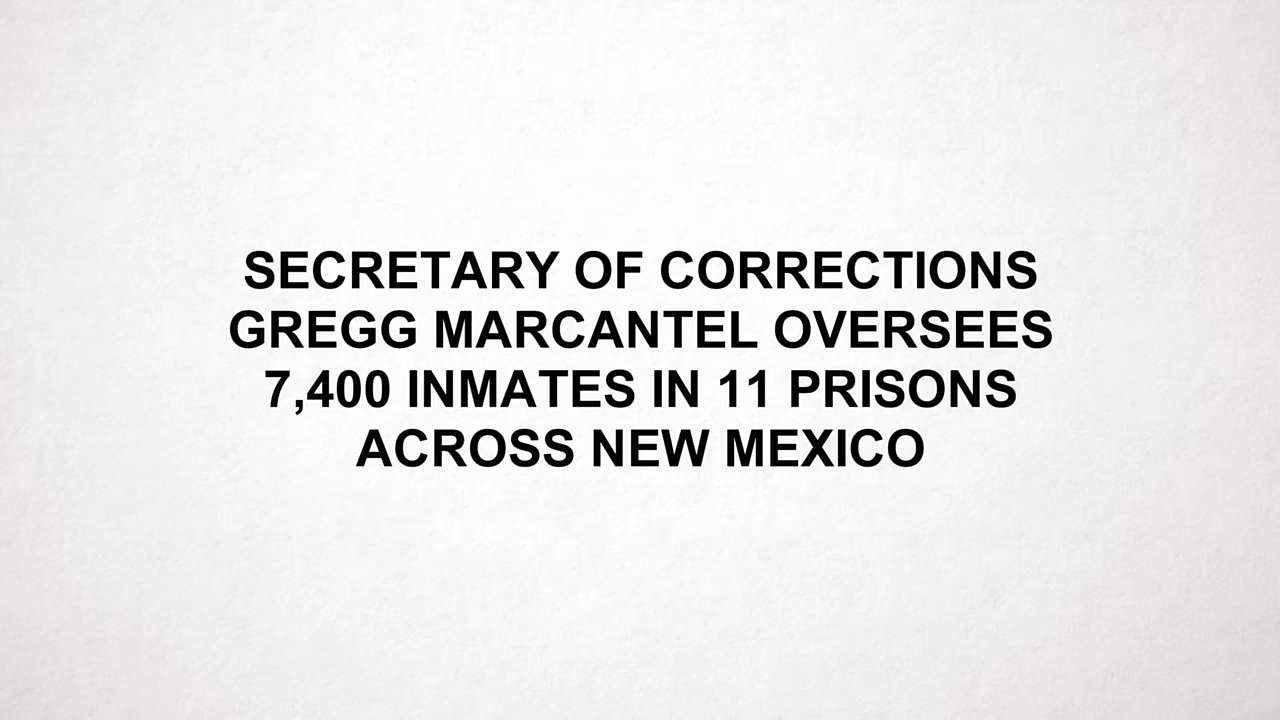 SECRETARY OF CORRECTIONS
GREGG MARCANTEL OVERSEES
7,400 INMATES IN 11 PRISONS
ACROSS NEW MEXICO